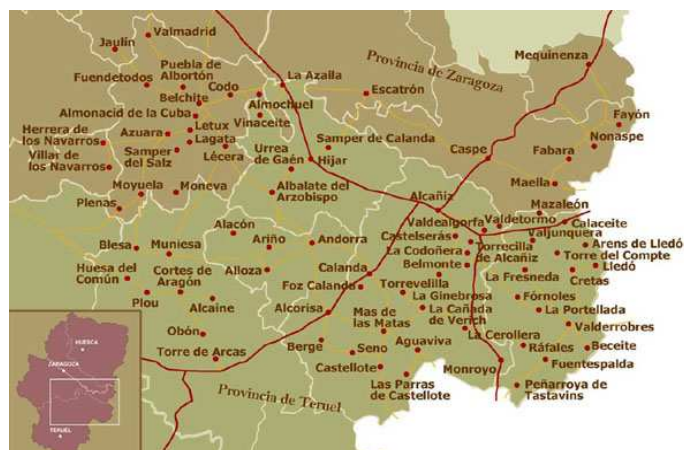 Valmadrid
Jaulín
Provincia de Zaragoza
Mequinenza
Puebla de
Albortón
Fuendetodos
La Azaila
Codo
Escatrón
Belchite
Almochuel
Almonacid de la Cuba
Vinaceite
Fayón
Letux
Azuara
Herrera de
los Navarros
Lagata
Urrea
de Gaén
Samper de Calanda
Nonaspe
Samper
del Salz
Lécera
Híjar
Caspe
Fabara
Villar de
los Navarros
Maella
Moyuela
Moneva
Albalate del
Arzobispo
Alcañiz
Plenas
Mazaleón
Alacón
Valdealgorfa
Valdetormo
Calaceite
Castelserás
Valjunquera
Blesa
Muniesa
Ariño
Andorra
Torrecilla
de Alcañiz
Arens de Lledó
La Codoñera
Torre del Compte
Belmonte
Lledó
Huesa del
Común
Cortes de
Aragón
Alloza
Calanda
La Fresneda
Cretas
Foz Calanda
Torrevelilla
Plou
Alcaine
La Ginebrosa
Fórnoles
Alcorisa
La Cañada
de Verich
La Portellada
Mas de
las Matas
Valderrobres
Obón
La Cerollera
Berge
Seno
Aguaviva
Ráfales
Beceite
Torre de Arcas
Castellote
Monroyo
Fuentespalda
Provincia de Teruel
Las Parras
de Castellote
Peñarroya de
Tastavins
HUESCA
ZARAGOZA
TERUEL